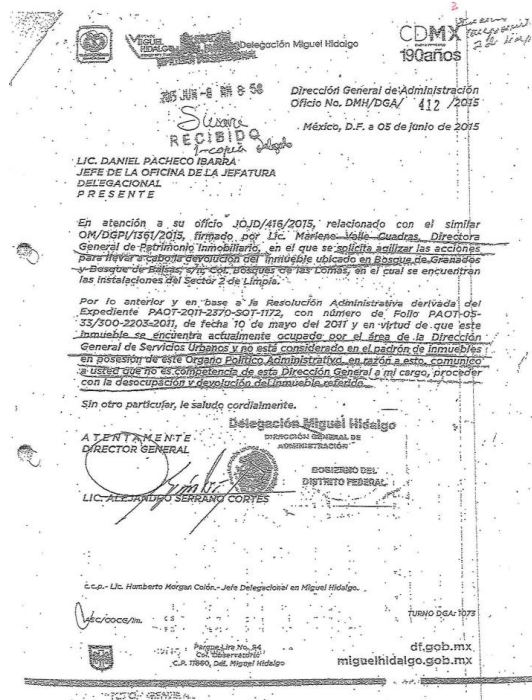 2
MIGUEL
HIDALGO
Delegación Miguel Hidalgo
CDMX
190años
2015 JUN -8 AM 8 58
Dirección General de Administración
Oficio No. DMH/DGA/ 412 /2015
Susana
RECIBIDO
1-copia
México, D.F. a 05 de junio de 2015
LIC. DANIEL PACHECO IBARRA
JEFE DE LA OFICINA DE LA JEFATURA
DELEGACIONAL
P R E S E N T E
En atención a su oficio JOJD/416/2015, relacionado con el similar
OM/DGPI/1361/2015, firmado por Lic. Marlene Valle Cuadras, Directora
General de Patrimonio Inmobiliario, en el que se solicita agilizar las acciones
para llevar a cabo la devolución del inmueble ubicado en Bosque de Granados
y Bosque de Balsas, s/n, Col. Bosques de las Lomas, en el cual se encuentran
las instalaciones del Sector 2 de Limpia.
Por lo anterior y en base a la Resolución Administrativa derivada del
Expediente PAOT-2011-2370-SOT-1172, con número de Folio PAOT-05-
33/300-2203-2011, de fecha 10 de mayo del 2011 y en virtud de que este
inmueble se encuentra actualmente ocupado por el área de la Dirección
General de Servicios Urbanos y no está considerado en el padrón de inmuebles
en posesión de este Órgano Político Administrativo, en razón a esto, comunico
a usted que no es competencia de esta Dirección General a mi cargo, proceder
con la desocupación y devolución del inmueble referido.
Sin otro particular, le saludo cordialmente.
Delegación Miguel Hidalgo
DIRECCIÓN GENERAL DE
ADMINISTRACIÓN
A T E N T A M E N T E
DIRECTOR GENERAL
GOBIERNO DEL
DISTRITO FEDERAL
LIC. ALEJANDRO SERRANO CORTÉS
c.c.p.- Lic. Humberto Morgan Colón.- Jefe Delegacional en Miguel Hidalgo.
ASC/COCG/lm.
TURNO DGA: 1073
Parque Lira No. 94
Col. Observatorio
C.P. 11860, Del. Miguel Hidalgo
df.gob.mx
miguelhidalgo.gob.mx